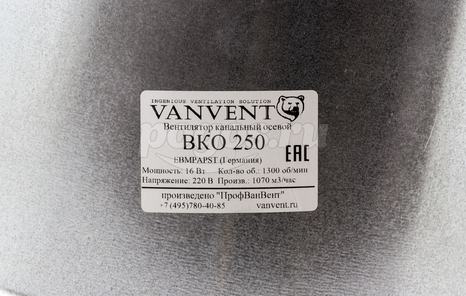 INGENIOUS VENTILATION SOLUTION
VANVENT
Вентилятор канальный осевой
ВКО 250
EBMPAPST (Германия)
EAC
Мощность: 16 Вт Кол-во об.: 1300 об/мин
Напряжение: 220 В Произв.: 1070 м3/час
произведено "ПрофВанВент"
+7 (495)780-40-85 vanvent.ru